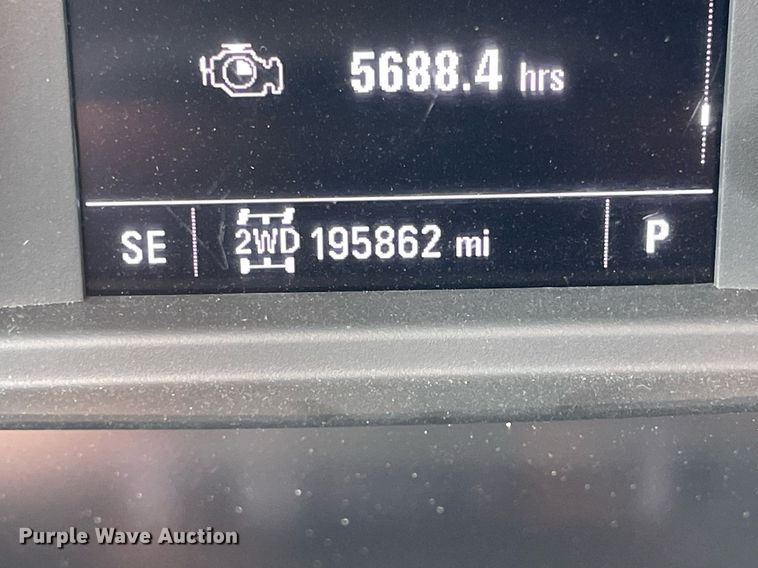 5688.4 hrs
SE 2WD 195862 mi P
Purple Wave Auction